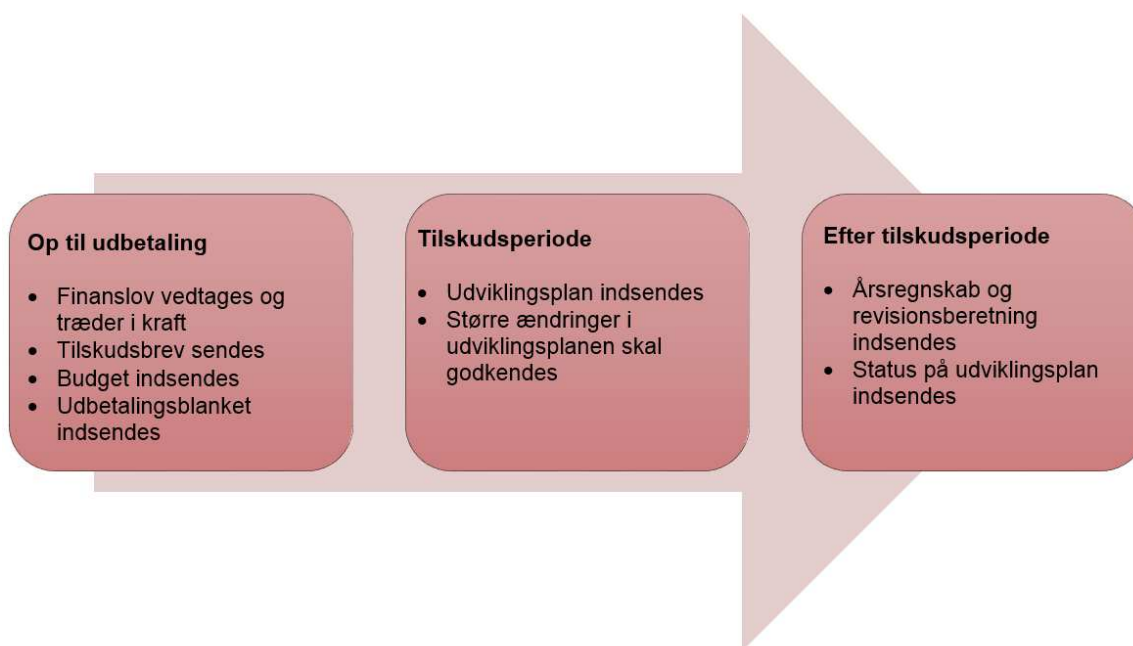 Op til udbetaling
• Finanslov vedtages og
træder i kraft
• Tilskudsbrev sendes
• Budget indsendes
• Udbetalingsblanket
indsendes
Tilskudsperiode
• Udviklingsplan indsendes
• Større ændringer i
udviklingsplanen skal
godkendes
Efter tilskudsperiode
• Årsregnskab og
revisionsberetning
indsendes
• Status på udviklingsplan
indsendes